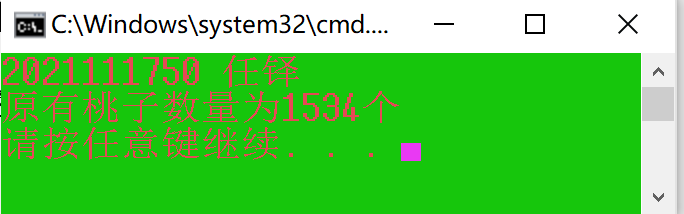 C:\Windows\system32\cmd....
2021111750 任铎
原有桃子数量为1534个
请按任意键继续. . .